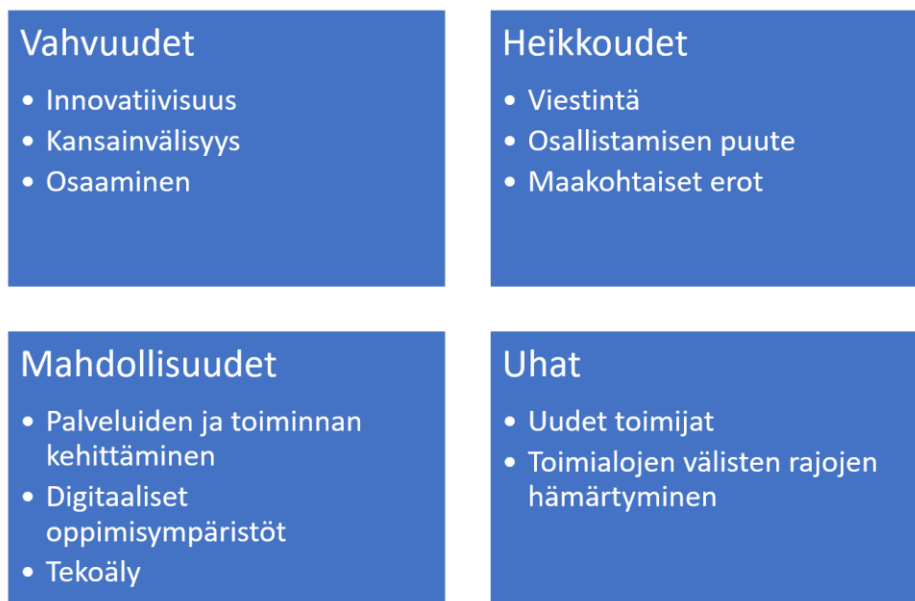 Vahvuudet
• Innovatiivisuus
• Kansainvälisyys
• Osaaminen
Heikkoudet
• Viestintä
• Osallistamisen puute
• Maakohtaiset erot
Mahdollisuudet
• Palveluiden ja toiminnan
kehittäminen
• Digitaaliset
oppimisympäristöt
• Tekoäly
Uhat
• Uudet toimijat
• Toimialojen välisten rajojen
hämärtyminen